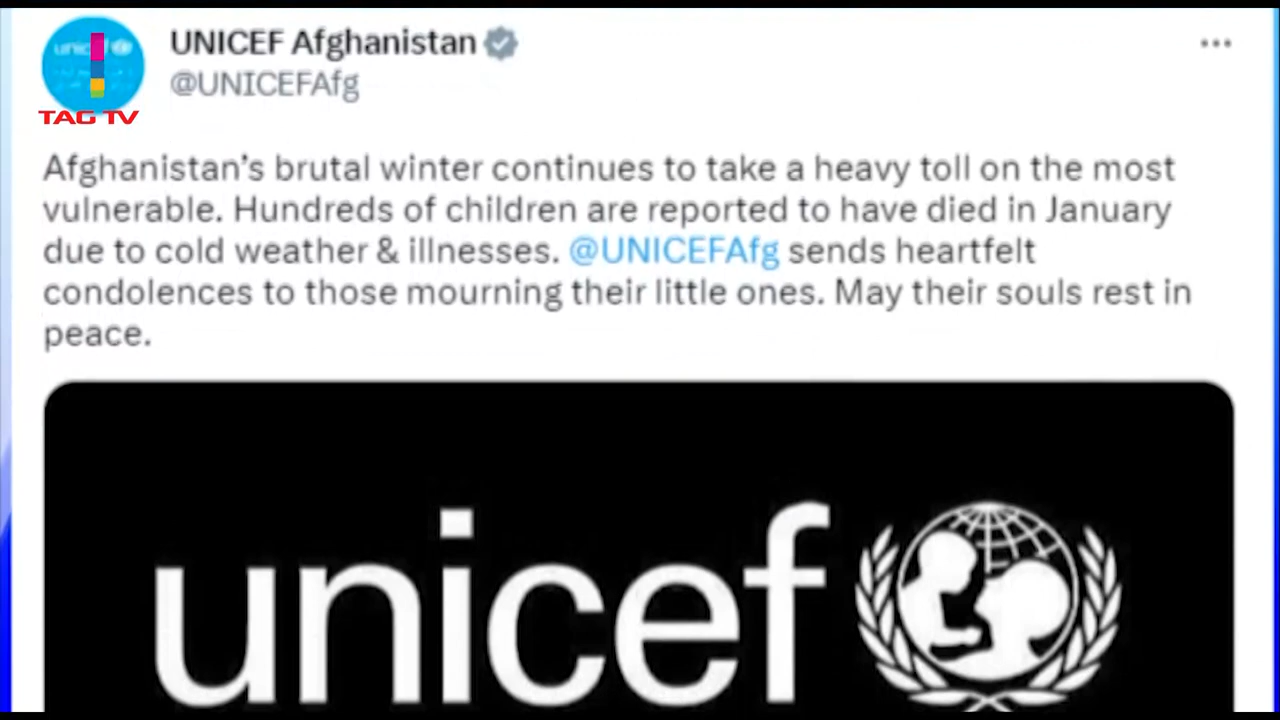 UNICEF Afghanistan
@UNICEFAfg
TAG TV
Afghanistan's brutal winter continues to take a heavy toll on the most
vulnerable. Hundreds of children are reported to have died in January
due to cold weather & illnesses. @UNICEFAfg sends heartfelt
condolences to those mourning their little ones. May their souls rest in
peace.
unicef